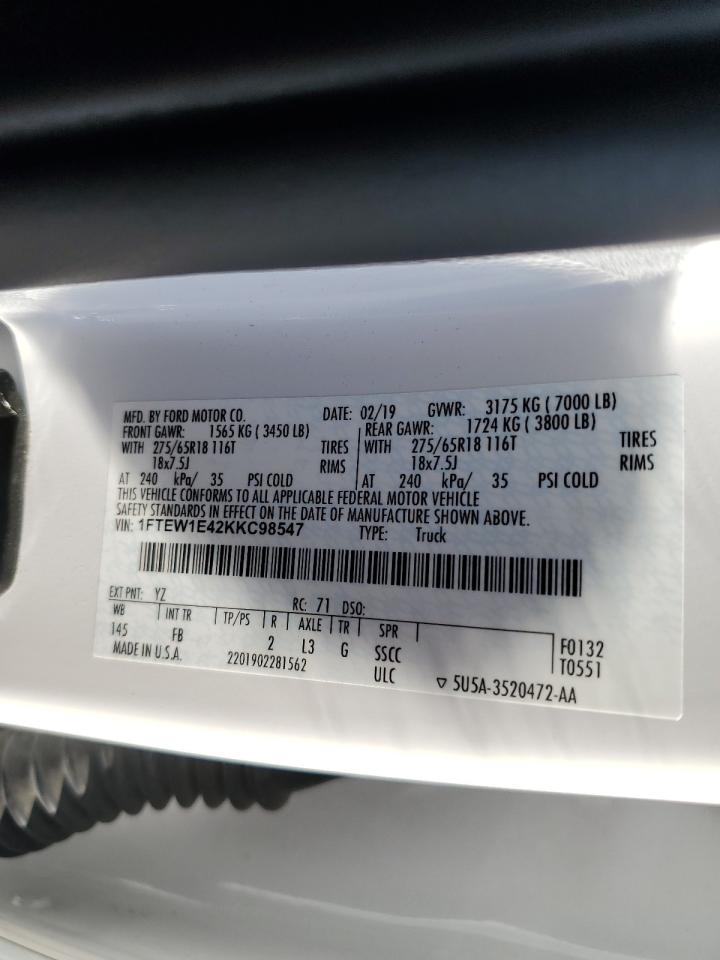 MFD. BY FORD MOTOR CO. DATE: 02/19 GVWR: 3175 KG ( 7000 LB)
FRONT GAWR: 1565 KG ( 3450 LB) REAR GAWR: 1724 KG ( 3800 LB)
WITH 275/65R18 116T TIRES 275/65R18 116T TIRES
18x7.5J RIMS 18x7.5J RIMS
AT 240 kPa/ 35 PSI COLD AT 240 kPa/ 35 PSI COLD
THIS VEHICLE CONFORMS TO ALL APPLICABLE FEDERAL MOTOR VEHICLE
SAFETY STANDARDS IN EFFECT ON THE DATE OF MANUFACTURE SHOWN ABOVE.
VIN: 1FTEW1E42KKC98547 TYPE: Truck
EXT PNT: YZ RC: 71 DSO:
WB INT TR TP/PS R AXLE TR SPR
145 FB 2 L3 G SSCC F0132
MADE IN U.S.A. 2201902281562 ULC T0551
▽ 5U5A-3520472-AA